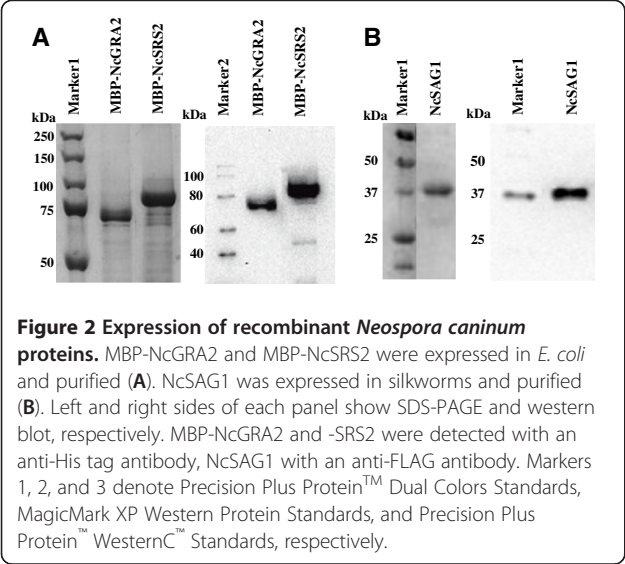 A
B
Marker1
MBP-NcGRA2
MBP-NcSRS2
Marker2
MBP-NcGRA2
MBP-NcSRS2
Marker1
NcSAG1
Marker1
NcSAG1
kDa
250
150
100
75
50
kDa
100
80
60
40
kDa
50
37
25
kDa
50
37
25
Figure 2 Expression of recombinant Neospora caninum
proteins. MBP-NcGRA2 and MBP-NcSRS2 were expressed in E. coli
and purified (A). NcSAG1 was expressed in silkworms and purified
(B). Left and right sides of each panel show SDS-PAGE and western
blot, respectively. MBP-NcGRA2 and -SRS2 were detected with an
anti-His tag antibody, NcSAG1 with an anti-FLAG antibody. Markers
1, 2, and 3 denote Precision Plus Protein™ Dual Colors Standards,
MagicMark XP Western Protein Standards, and Precision Plus
Protein™ WesternC™ Standards, respectively.